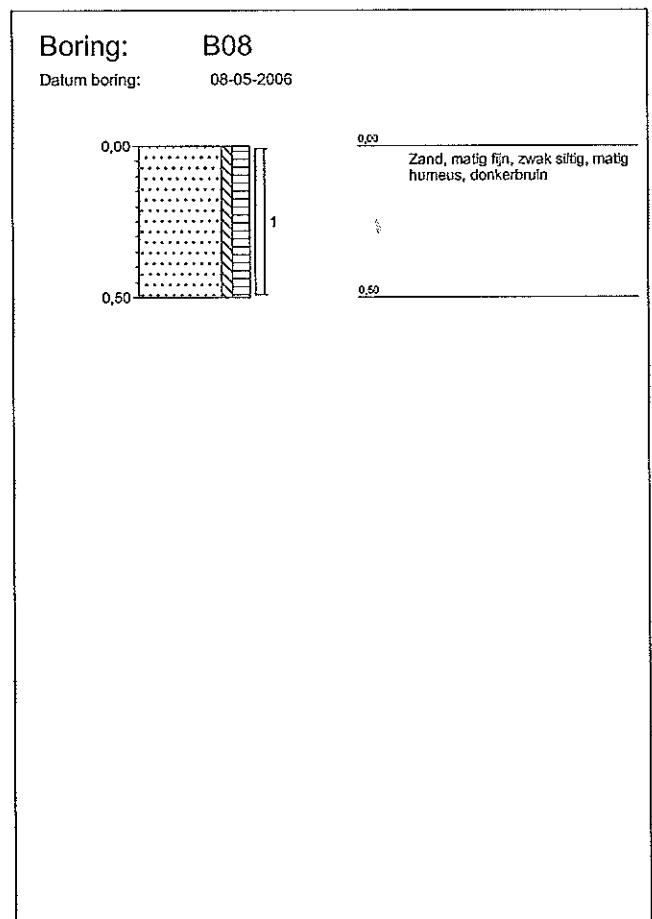 Boring: B08
Datum boring: 08-05-2006
0,00
0,00
Zand, matig fijn, zwak siltig, matig
humeus, donkerbruin
1
0,50
0,50